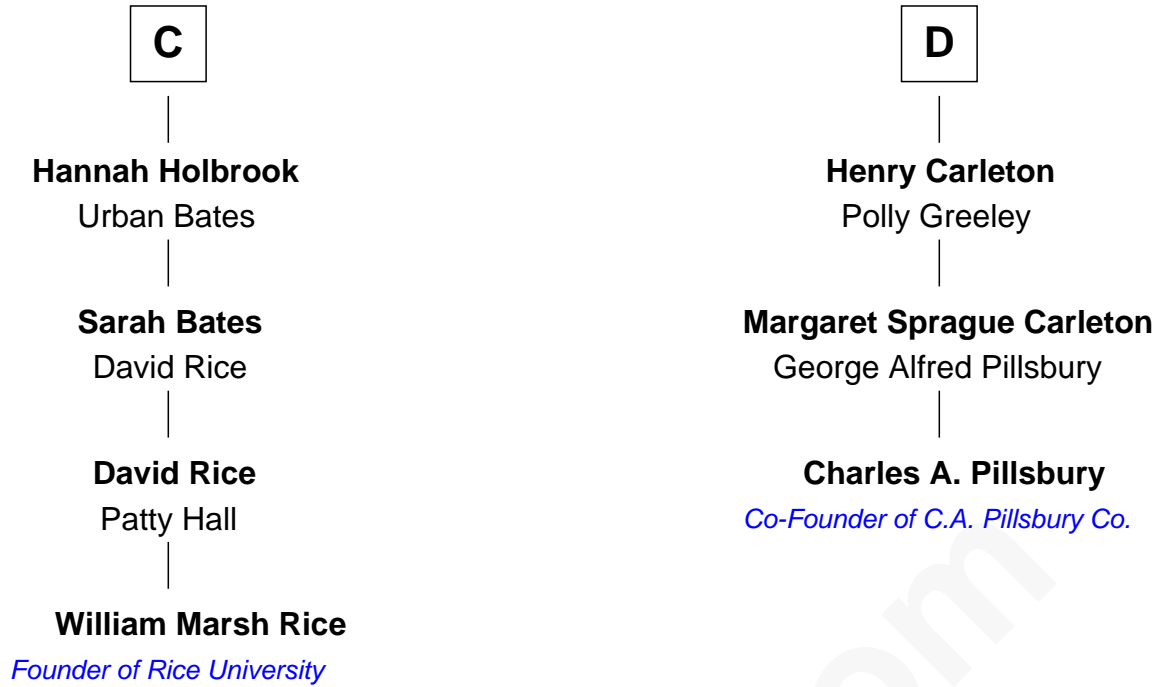 C
Hannah Holbrook
Urban Bates
Sarah Bates
David Rice
David Rice
Patty Hall
William Marsh Rice
Founder of Rice University
D
Henry Carleton
Polly Greeley
Margaret Sprague Carleton
George Alfred Pillsbury
Charles A. Pillsbury
Co-Founder of C.A. Pillsbury Co.
om